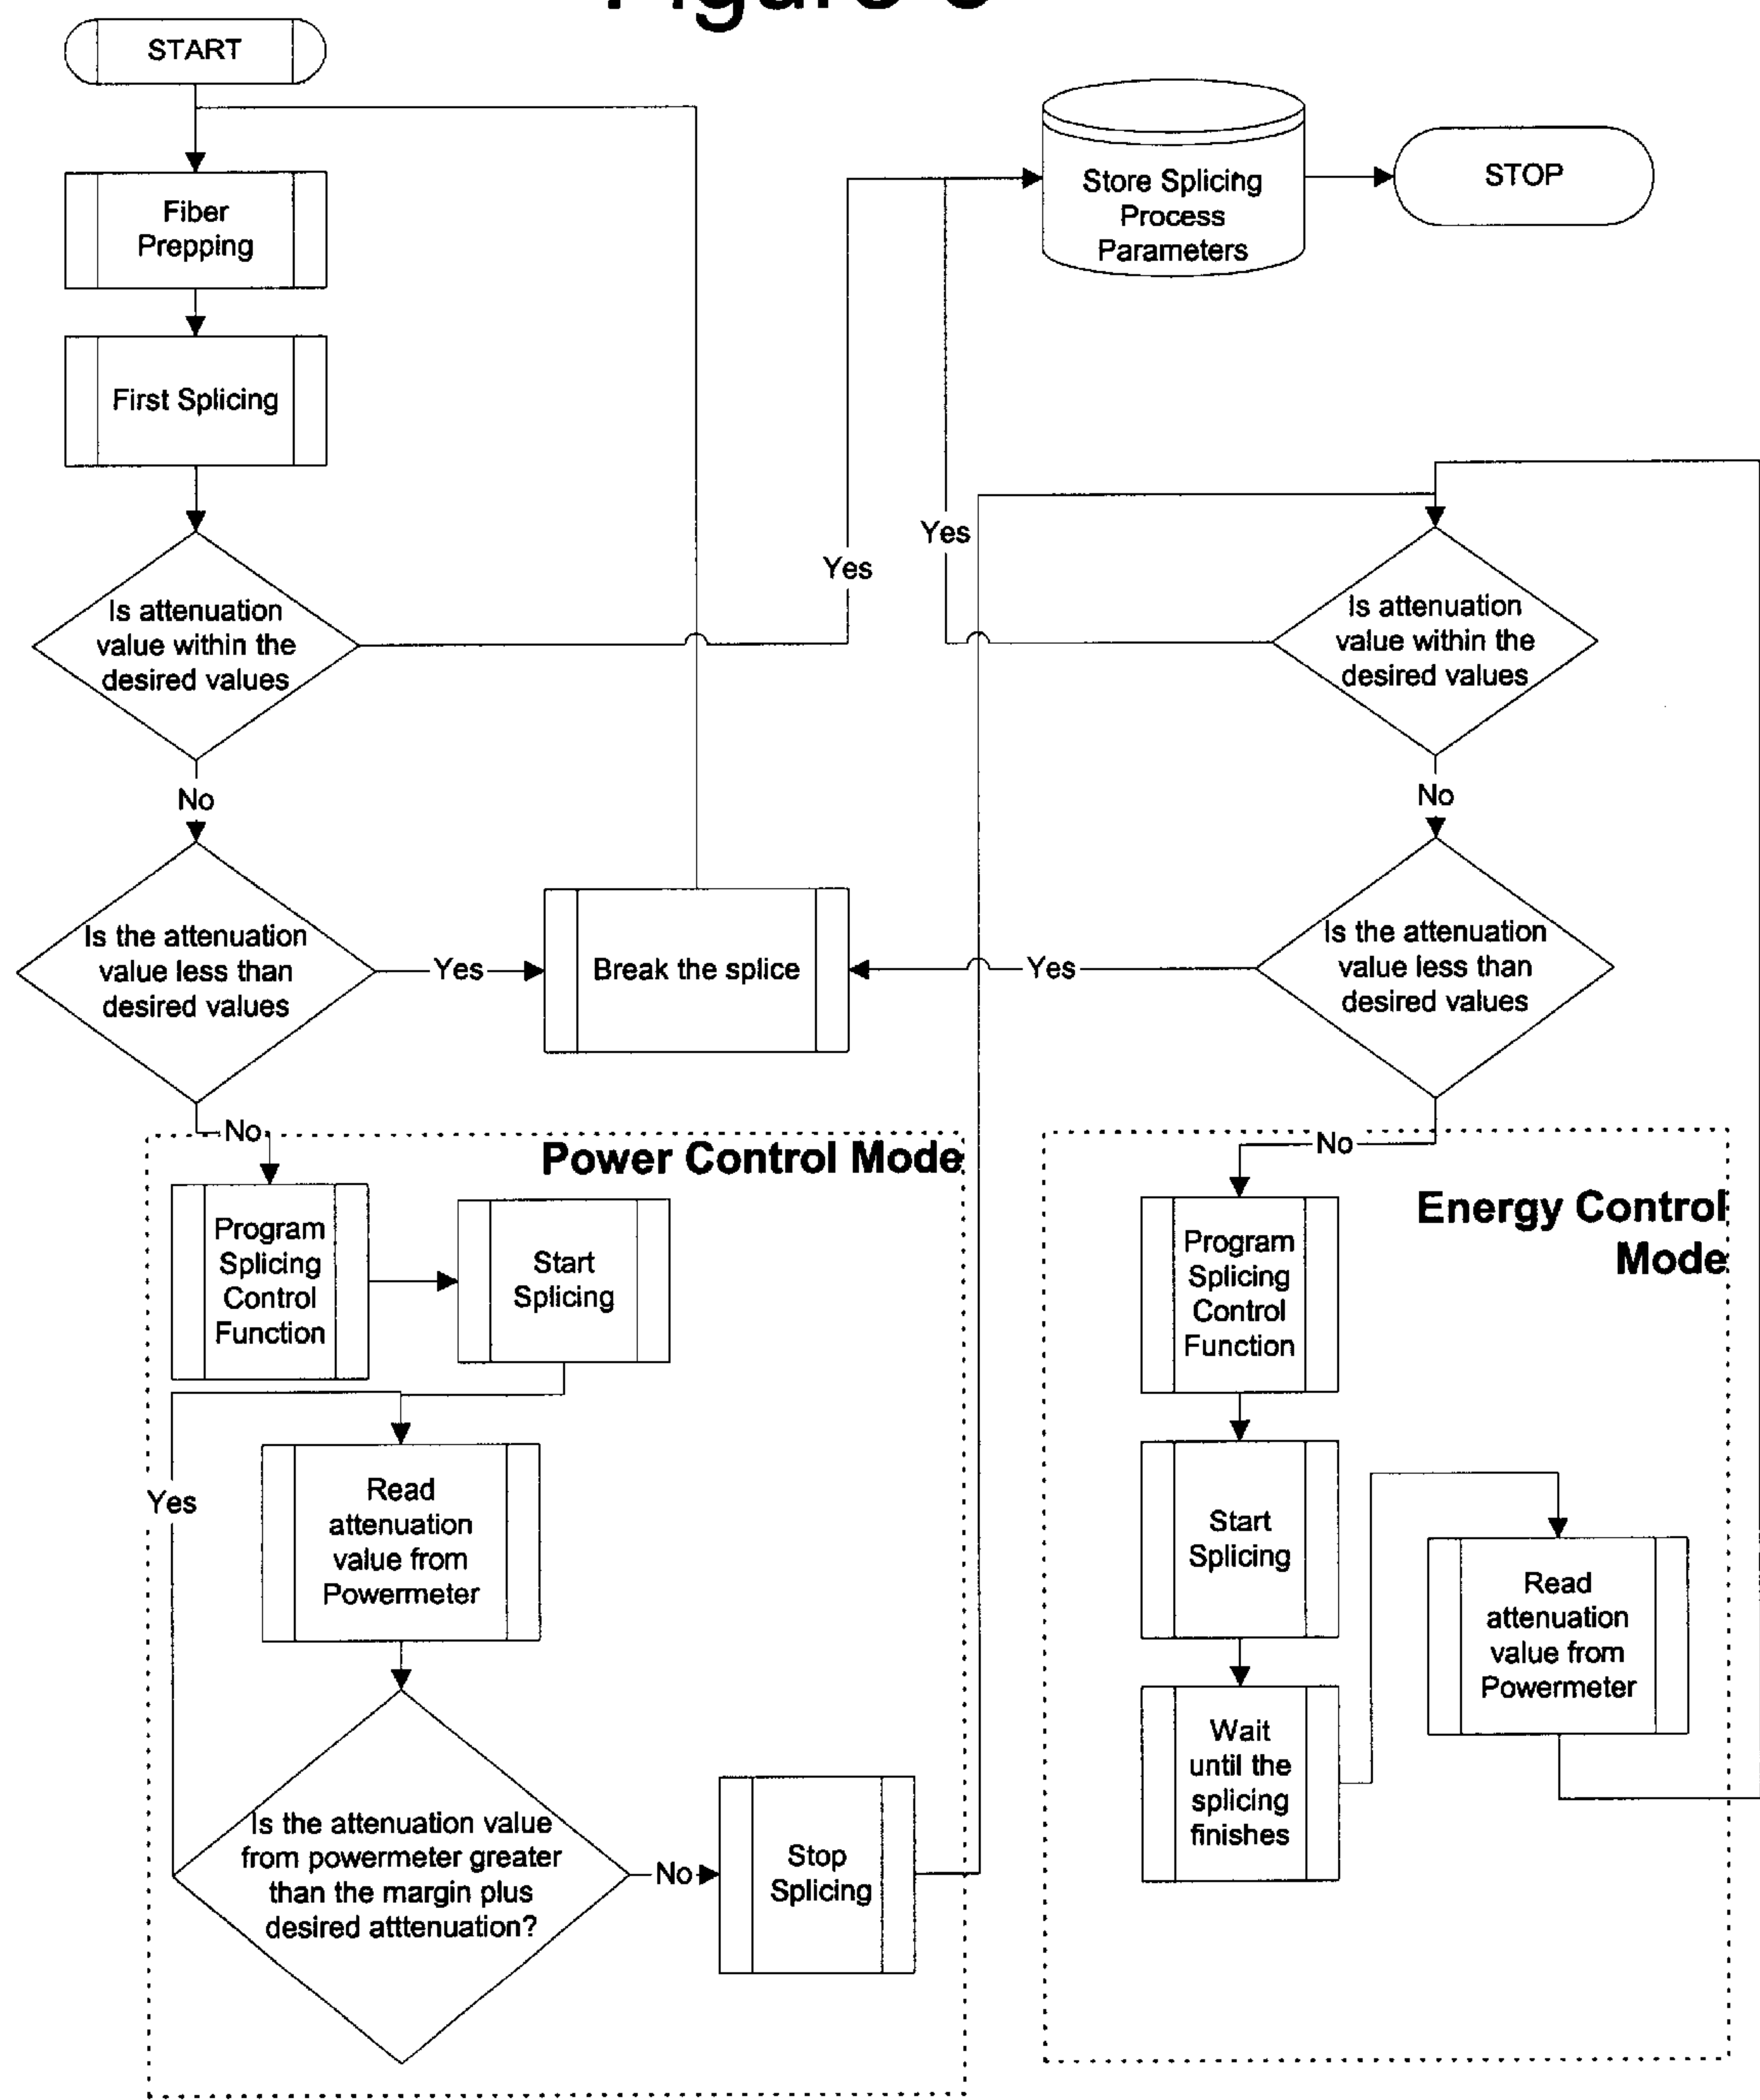 START
Fiber
Prepping
First Splicing
Is attenuation
value within the
desired values
Yes
No
Is the attenuation
value less than
desired values
Yes
Break the splice
No
Store Splicing
Process
Parameters
STOP
Yes
Is attenuation
value within the
desired values
No
Is the attenuation
value less than
desired values
Yes
No
Power Control Mode
Program
Splicing
Control
Function
Start
Splicing
Yes
Read
attenuation
value from
Powermeter
Is the attenuation value
from powermeter greater
than the margin plus
desired atttenuation?
No
Stop
Splicing
Energy Control
Mode
Program
Splicing
Control
Function
Start
Splicing
Wait
until the
splicing
finishes
Read
attenuation
value from
Powermeter